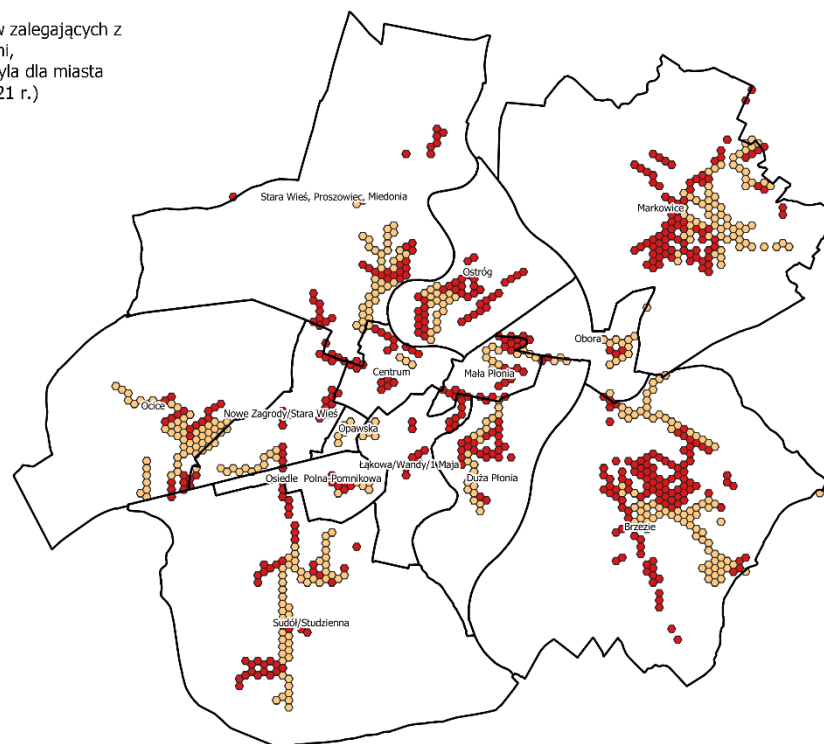 w zalegających z
ni,
yla dla miasta
21 r.)
Stara Wieś, Proszowiec, Miedonia
Markowice
Ostróg
Obora
Centrum
Mała Płonia
Ocice
Nowe Zagrody/Stara Wieś
Opawska
Łąkowa/Wandy/1 Maja
Osiedle Polna-Pomnikowa
Duża Płonia
Brzezie
Sudół/Studzienna